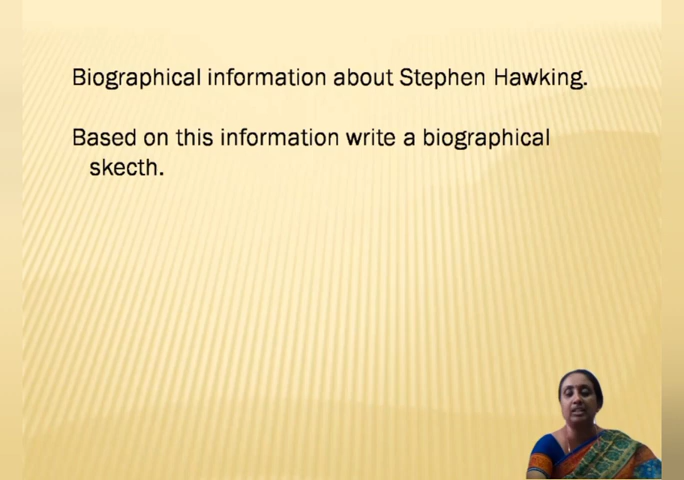 Biographical information about Stephen Hawking.
Based on this information write a biographical
skecth.